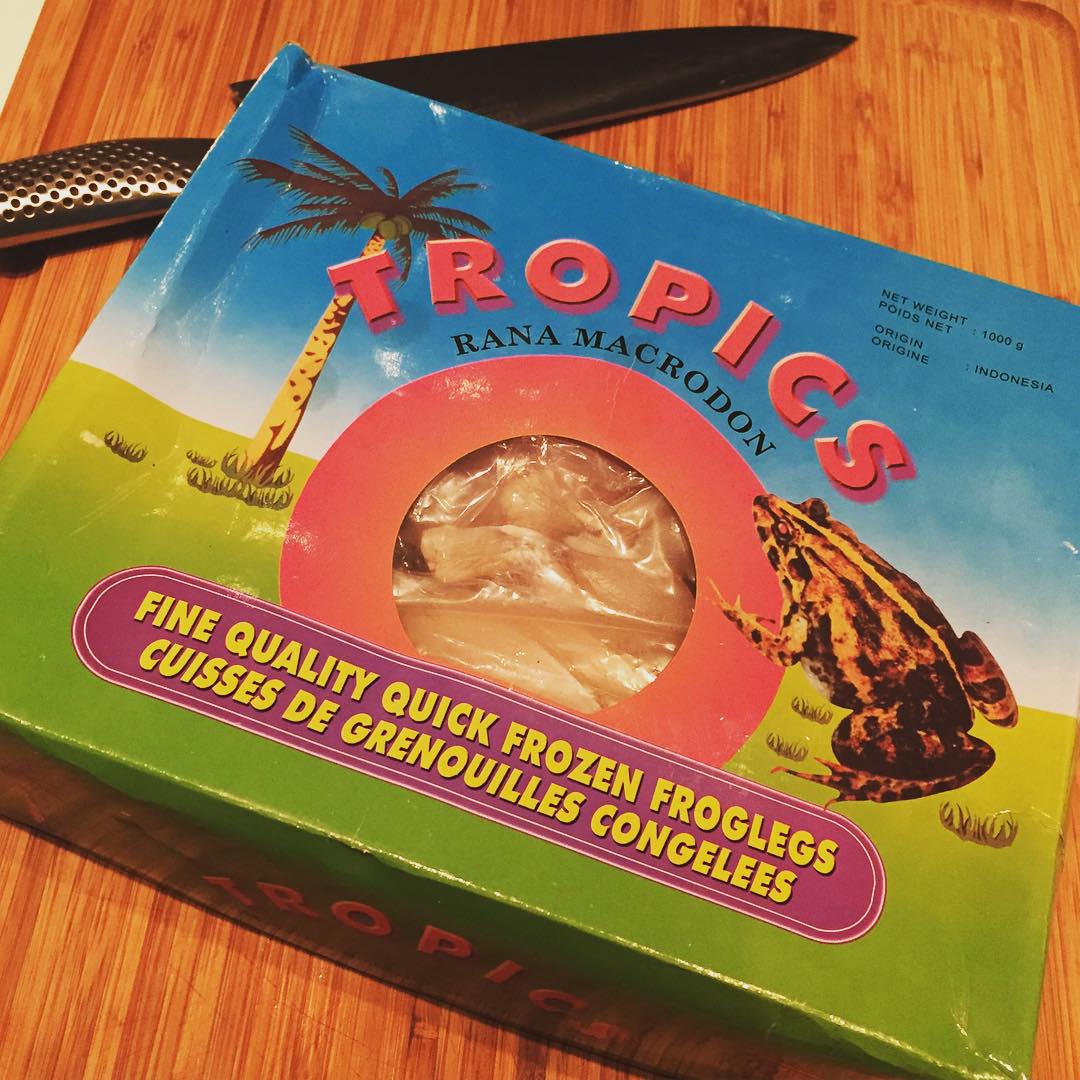 TROPICS
RANA MACRODON
NET WEIGHT
POIDS NET : 1000 g
ORIGIN
ORIGINE : INDONESIA
FINE QUALITY QUICK FROZEN FROGLEGS
CUISSES DE GRENOUILLES CONGELEES
TROPICS